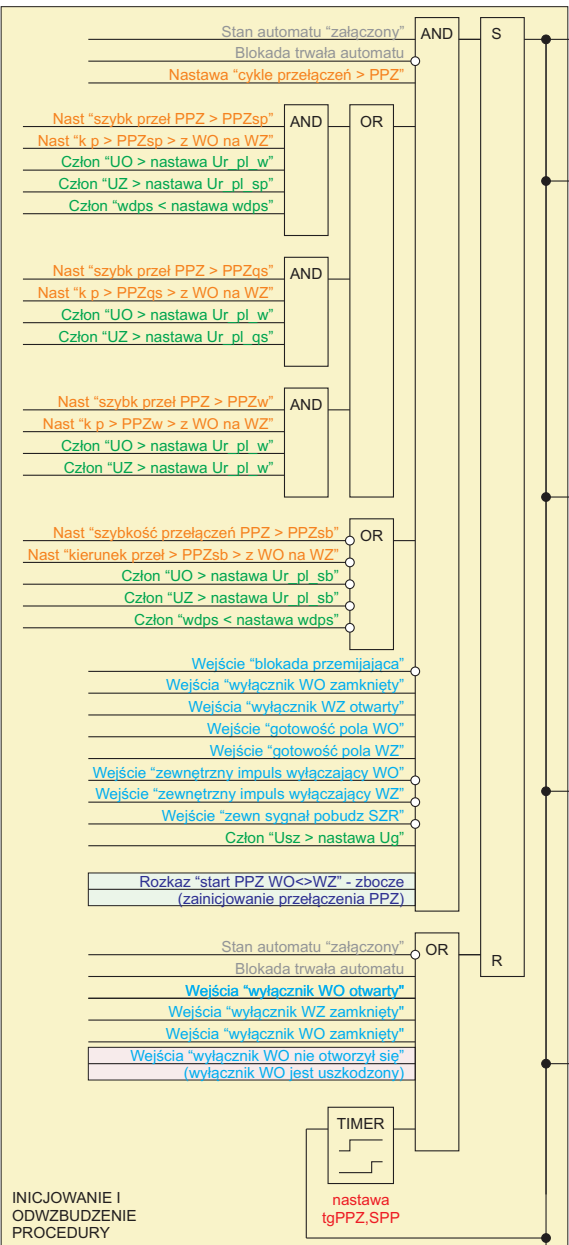 Stan automatu “załączony”
AND
S
Blokada trwała automatu
Nastawa “cykle przełączeń > PPZ”
Nast “szybk przeł PPZ > PPZsp”
AND
OR
Nast “k p > PPZsp > z WO na WZ”
Człon “UO > nastawa Ur_pl_w”
Człon “UZ > nastawa Ur_pl_sp”
Człon “wdps < nastawa wdps”
Nast “szybk przeł PPZ > PPZqs”
AND
Nast “k p > PPZqs > z WO na WZ”
Człon “UO > nastawa Ur_pl_w”
Człon “UZ > nastawa Ur_pl_qs”
Nast “szybk przeł PPZ > PPZw”
AND
Nast “k p > PPZw > z WO na WZ”
Człon “UO > nastawa Ur_pl_w”
Człon “UZ > nastawa Ur_pl_w”
Nast “szybkość przełączeń PPZ > PPZsb”
OR
Nast “kierunek przeł > PPZsb > z WO na WZ”
Człon “UO > nastawa Ur_pl_sb”
Człon “UZ > nastawa Ur_pl_sb”
Człon “wdps < nastawa wdps”
Wejście “blokada przemijająca”
Wejścia “wyłącznik WO zamknięty”
Wejścia “wyłącznik WZ otwarty”
Wejście “gotowość pola WO”
Wejście “gotowość pola WZ”
Wejście “zewnętrzny impuls wyłączający WO”
Wejście “zewnętrzny impuls wyłączający WZ”
Wejście “zewn sygnał pobudz SZR”
Człon “Usz > nastawa Ug”
Rozkaz “start PPZ WO<>WZ” - zbocze
(zainicjowanie przełączenia PPZ)
Stan automatu “załączony”
OR
R
Blokada trwała automatu
Wejścia “wyłącznik WO otwarty"
Wejścia “wyłącznik WZ zamknięty"
Wejścia “wyłącznik WO zamknięty"
Wejścia “wyłącznik WO nie otworzył się”
(wyłącznik WO jest uszkodzony)
TIMER
nastawa
tgPPZ,SPP
INICJOWANIE I
ODWZBUDZENIE
PROCEDURY